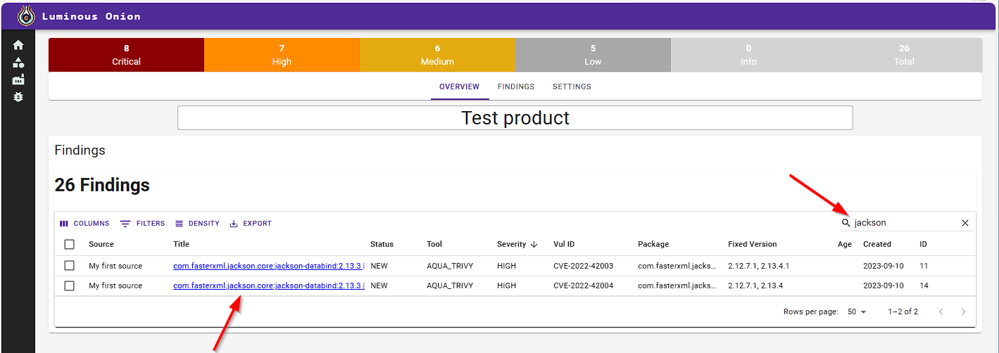 Luminous Onion
8 7 6 5 0 26
Critical High Medium Low Info Total
OVERVIEW FINDINGS SETTINGS
Test product
Findings
26 Findings
COLUMNS FILTERS DENSITY EXPORT jackson
Source Title Status Tool Severity Vul ID Package Fixed Version Age Created ID
My first source com.fasterxml.jackson.core:jackson-databind:2.13.3 | NEW AQUA_TRIVY HIGH CVE-2022-42003 com.fasterxml.jacks... 2.12.7.1, 2.13.4.1 2023-09-10 11
My first source com.fasterxml.jackson.core:jackson-databind:2.13.3 | NEW AQUA_TRIVY HIGH CVE-2022-42004 com.fasterxml.jacks... 2.12.7.1, 2.13.4 2023-09-10 14
Rows per page: 50 1–2 of 2